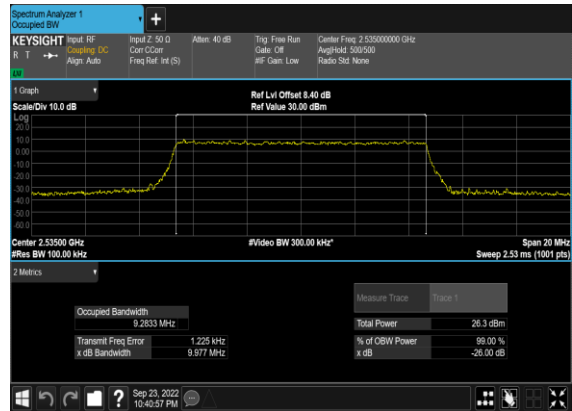 Spectrum Analyzer 1
Occupied BW
+
KEYSIGHT Input: RF Input Z: 50 Ω Atten: 40 dB Trig: Free Run Center Freq: 2.535000000 GHz
R T Coupling: DC Corr CCorr Gate: Off Avg|Hold: 500/500
Align: Auto Freq Ref: Int (S) #IF Gain: Low Radio Std: None
1 Graph
Ref Lvl Offset 8.40 dB
Scale/Div 10.0 dB Ref Value 30.00 dBm
Log
20.0
10.0
0.00
-10.0
-20.0
-30.0
-40.0
-50.0
-60.0
Center 2.53500 GHz #Video BW 300.00 kHz* Span 20 MHz
#Res BW 100.00 kHz Sweep 2.53 ms (1001 pts)
2 Metrics
Measure Trace Trace 1
Occupied Bandwidth
9.2833 MHz Total Power 26.3 dBm
Transmit Freq Error 1.225 kHz % of OBW Power 99.00 %
x dB Bandwidth 9.977 MHz x dB -26.00 dB
? Sep 23, 2022
10:40:57 PM